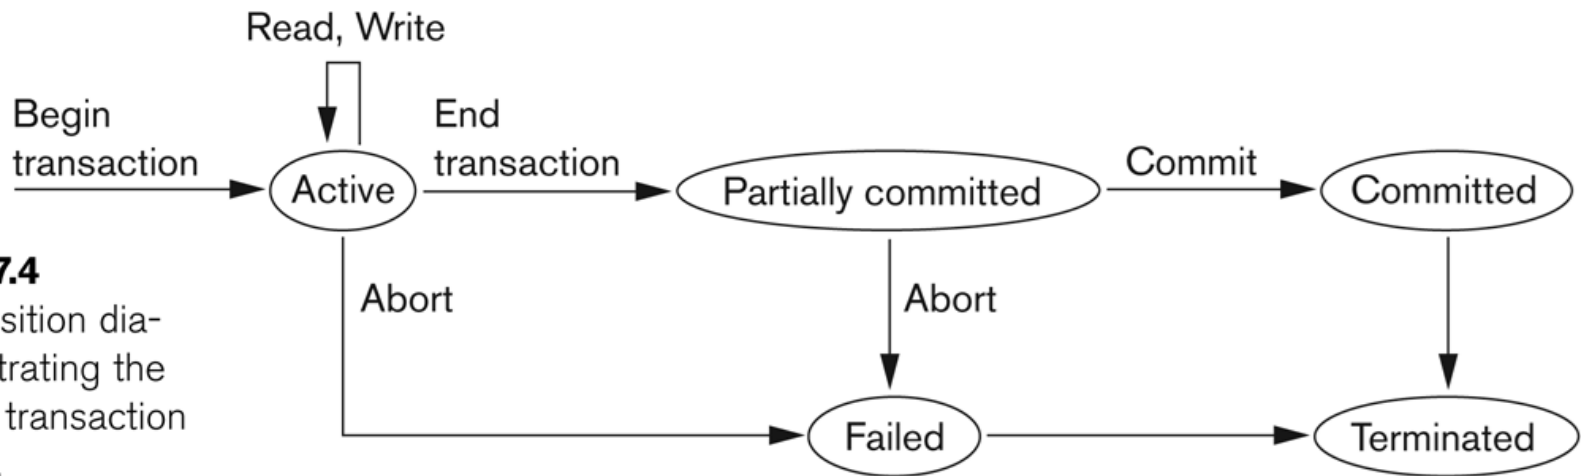 Read, Write
Begin
transaction
End
transaction
Active
Partially committed
Commit
Committed
7.4
sition dia-
trating the
transaction
Abort
Abort
Failed
Terminated